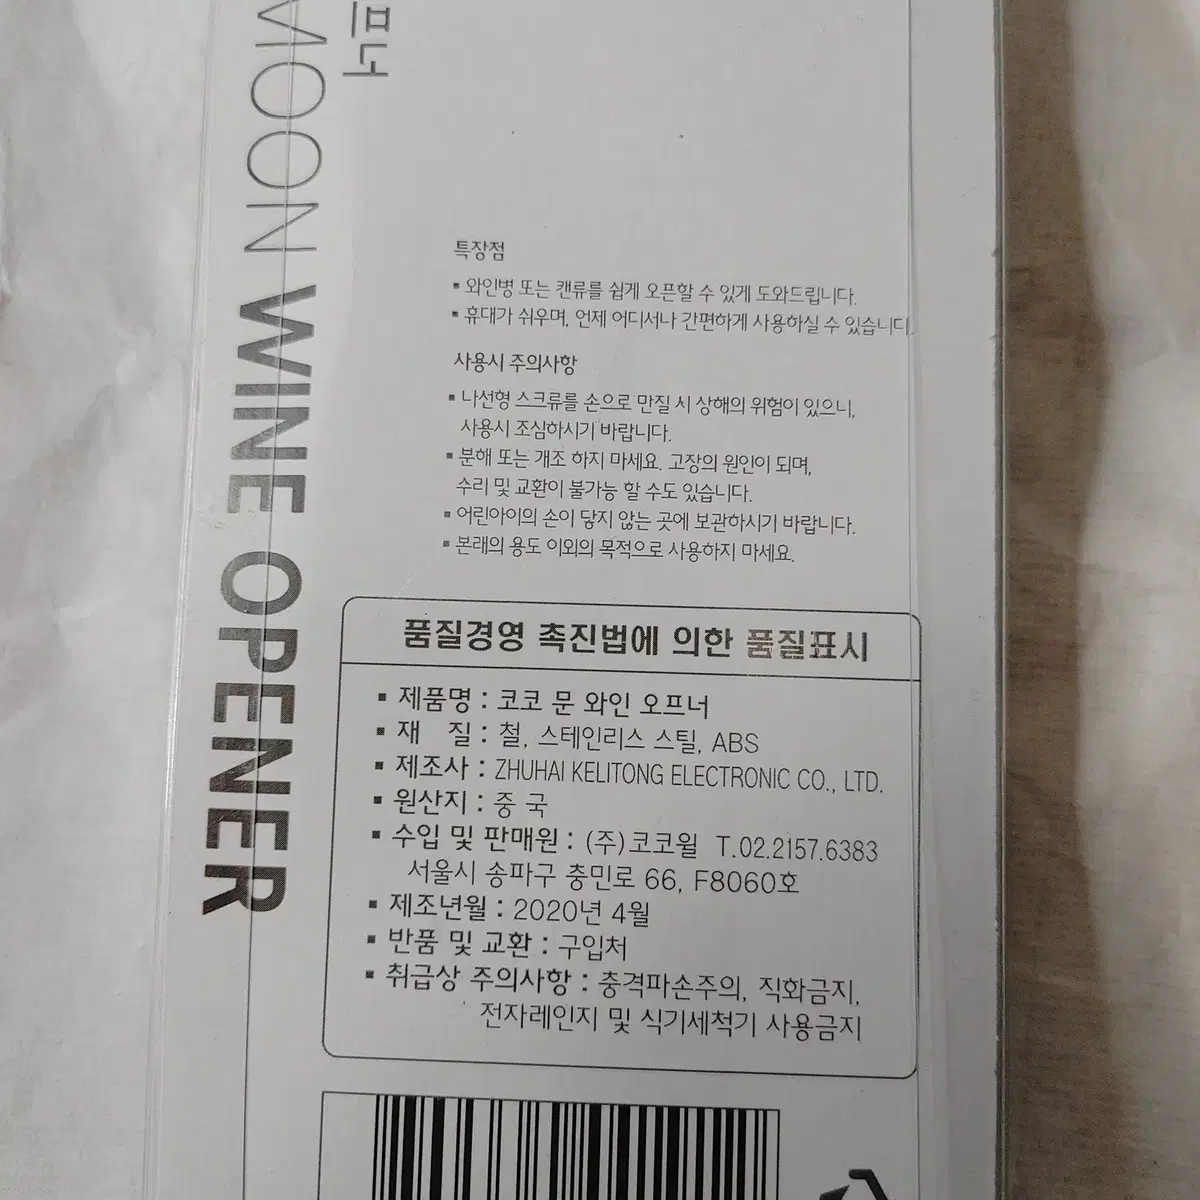 프너
MOON WINE OPENER
특장점
▪ 와인병 또는 캔류를 쉽게 오픈할 수 있게 도와드립니다.
▪ 휴대가 쉬우며, 언제 어디서나 간편하게 사용하실 수 있습니다.
사용시 주의사항
▪ 나선형 스크류를 손으로 만질 시 상해의 위험이 있으니,
사용시 조심하시기 바랍니다.
▪ 분해 또는 개조 하지 마세요. 고장의 원인이 되며,
수리 및 교환이 불가능 할 수도 있습니다.
▪ 어린아이의 손이 닿지 않는 곳에 보관하시기 바랍니다.
▪ 본래의 용도 이외의 목적으로 사용하지 마세요.
품질경영 촉진법에 의한 품질표시
▪ 제품명 : 코코 문 와인 오프너
▪ 재 질 : 철, 스테인리스 스틸, ABS
▪ 제조사 : ZHUHAI KELITONG ELECTRONIC CO., LTD.
▪ 원산지 : 중 국
▪ 수입 및 판매원 : (주)코코윌 T.02.2157.6383
서울시 송파구 충민로 66, F8060호
▪ 제조년월 : 2020년 4월
▪ 반품 및 교환 : 구입처
▪ 취급상 주의사항 : 충격파손주의, 직화금지,
전자레인지 및 식기세척기 사용금지